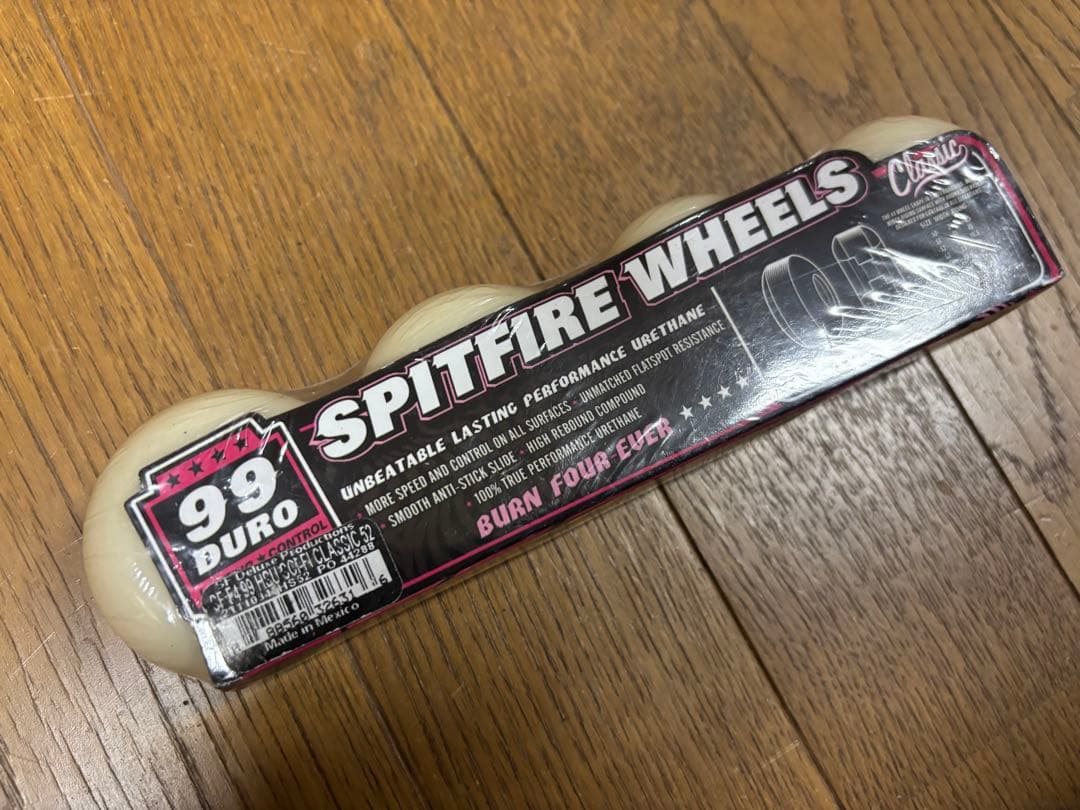 SPITFIRE WHEELS
UNBEATABLE LASTING PERFORMANCE URETHANE
· MORE SPEED AND CONTROL ON ALL SURFACES · UNMATCHED FLATSPOT RESISTANCE
· SMOOTH ANTI-STICK SLIDE · HIGH REBOUND COMPOUND
· 100% TRUE PERFORMANCE URETHANE
BURN FOUR-EVER
Classic
99
DURO
CONTROL
SF Deluxe Productions
CLASSIC 52
PO 44288
Made in Mexico